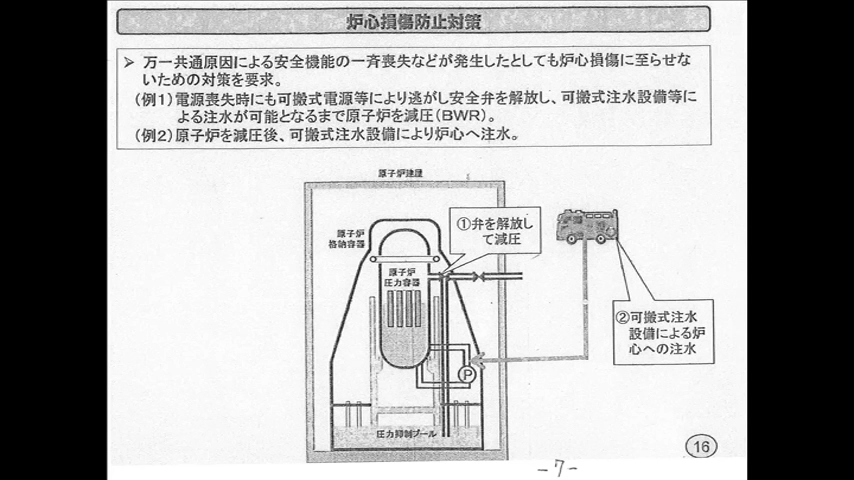 炉心損傷防止対策
➢ 万一共通原因による安全機能の一斉喪失などが発生したとしても炉心損傷に至らせな
いための対策を要求。
(例1)電源喪失時にも可搬式電源等により逃がし安全弁を解放し、可搬式注水設備等に
よる注水が可能となるまで原子炉を減圧(BWR)。
(例2)原子炉を減圧後、可搬式注水設備により炉心へ注水。
原子炉建屋
原子炉
格納容器
①弁を解放し
て減圧
原子炉
圧力容器
②可搬式注水
設備による炉
心への注水
P
圧力抑制プール
16
-7-